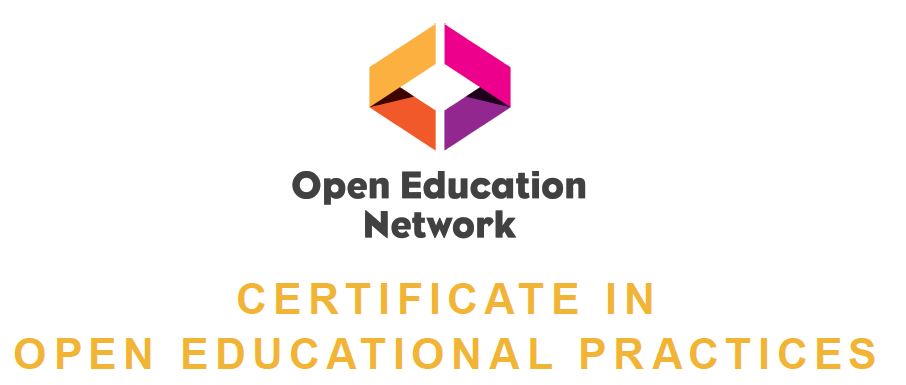 Open Education
Network
CERTIFICATE IN
OPEN EDUCATIONAL PRACTICES